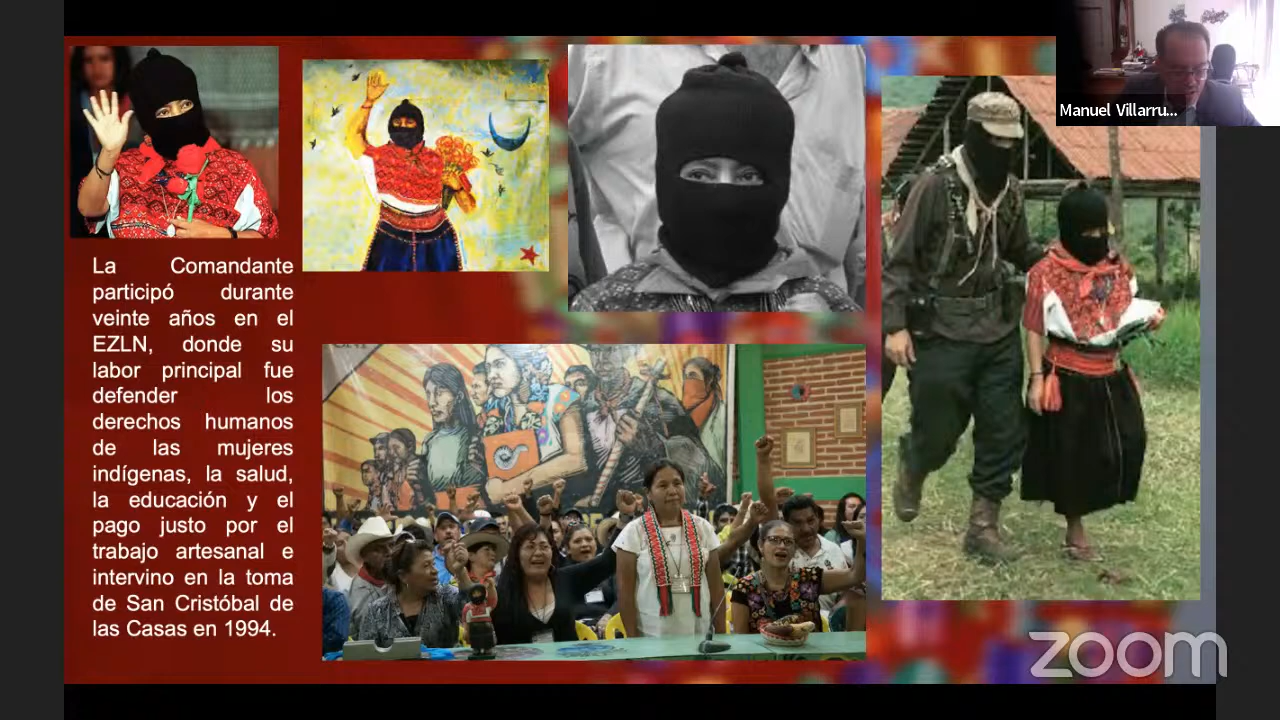 Manuel Villarru...
La Comandante
participó durante
veinte años en el
EZLN, donde su
labor principal fue
defender los
derechos humanos
de las mujeres
indígenas, la salud,
la educación y el
pago justo por el
trabajo artesanal e
intervino en la toma
de San Cristóbal de
las Casas en 1994.
zoom